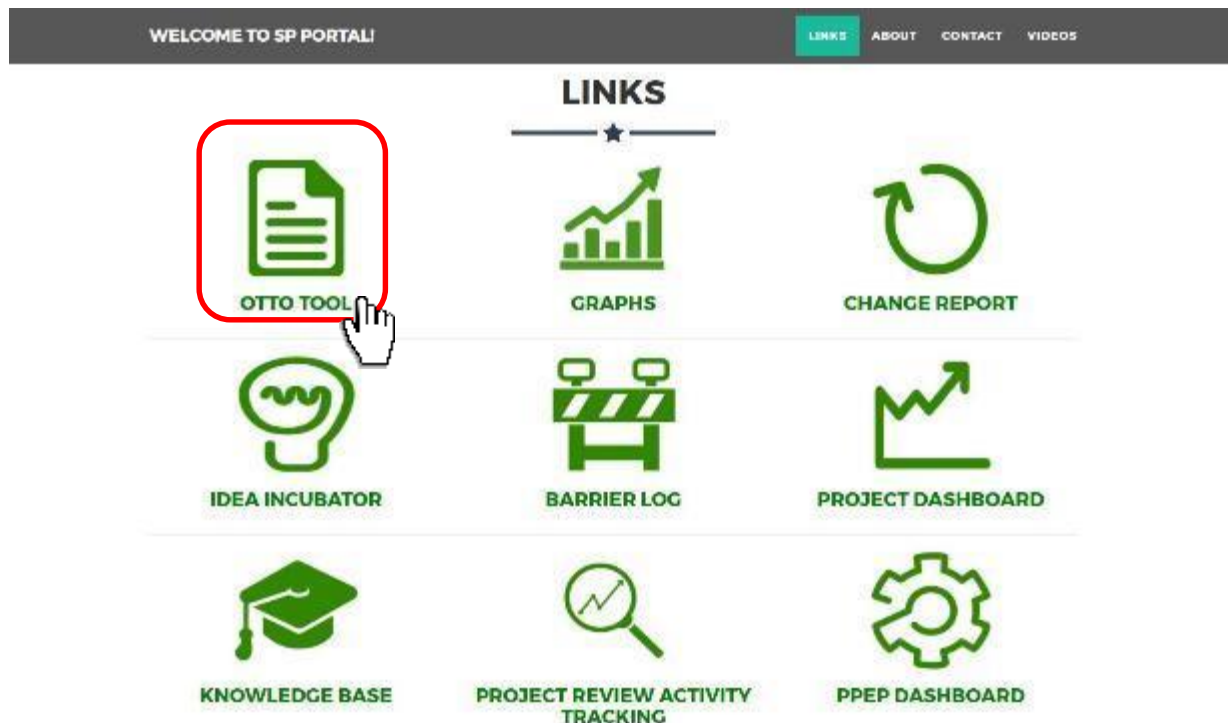 WELCOME TO SP PORTAL!
LINKS ABOUT CONTACT VIDEOS
LINKS
OTTO TOOL
GRAPHS
CHANGE REPORT
IDEA INCUBATOR
BARRIER LOG
PROJECT DASHBOARD
KNOWLEDGE BASE
PROJECT REVIEW ACTIVITY
TRACKING
PPEP DASHBOARD